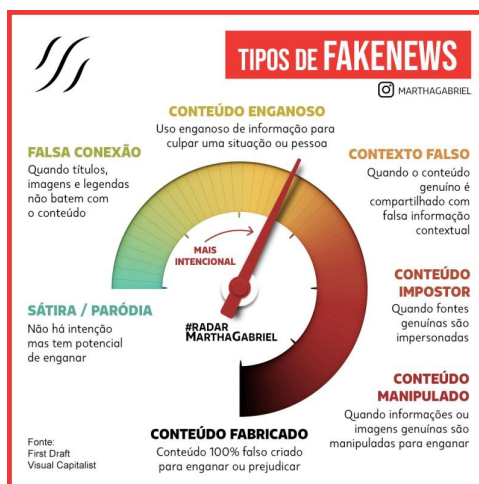 TIPOS DE FAKENEWS
MARTHAGABRIEL
CONTEÚDO ENGANOSO
Uso enganoso de informação para
culpar uma situação ou pessoa
FALSA CONEXÃO
Quando títulos,
imagens e legendas
não batem com
o conteúdo
CONTEXTO FALSO
Quando o conteúdo
genuíno é
compartilhado com
falsa informação
contextual
MAIS
INTENCIONAL
CONTEÚDO
IMPOSTOR
Quando fontes
genuínas são
impersonadas
SÁTIRA / PARÓDIA
Não há intenção
mas tem potencial
de enganar
#RADAR
MARTHAGABRIEL
CONTEÚDO
MANIPULADO
Quando informações ou
imagens genuínas são
manipuladas para enganar
CONTEÚDO FABRICADO
Conteúdo 100% falso criado
para enganar ou prejudicar
Fonte:
First Draft
Visual Capitalist